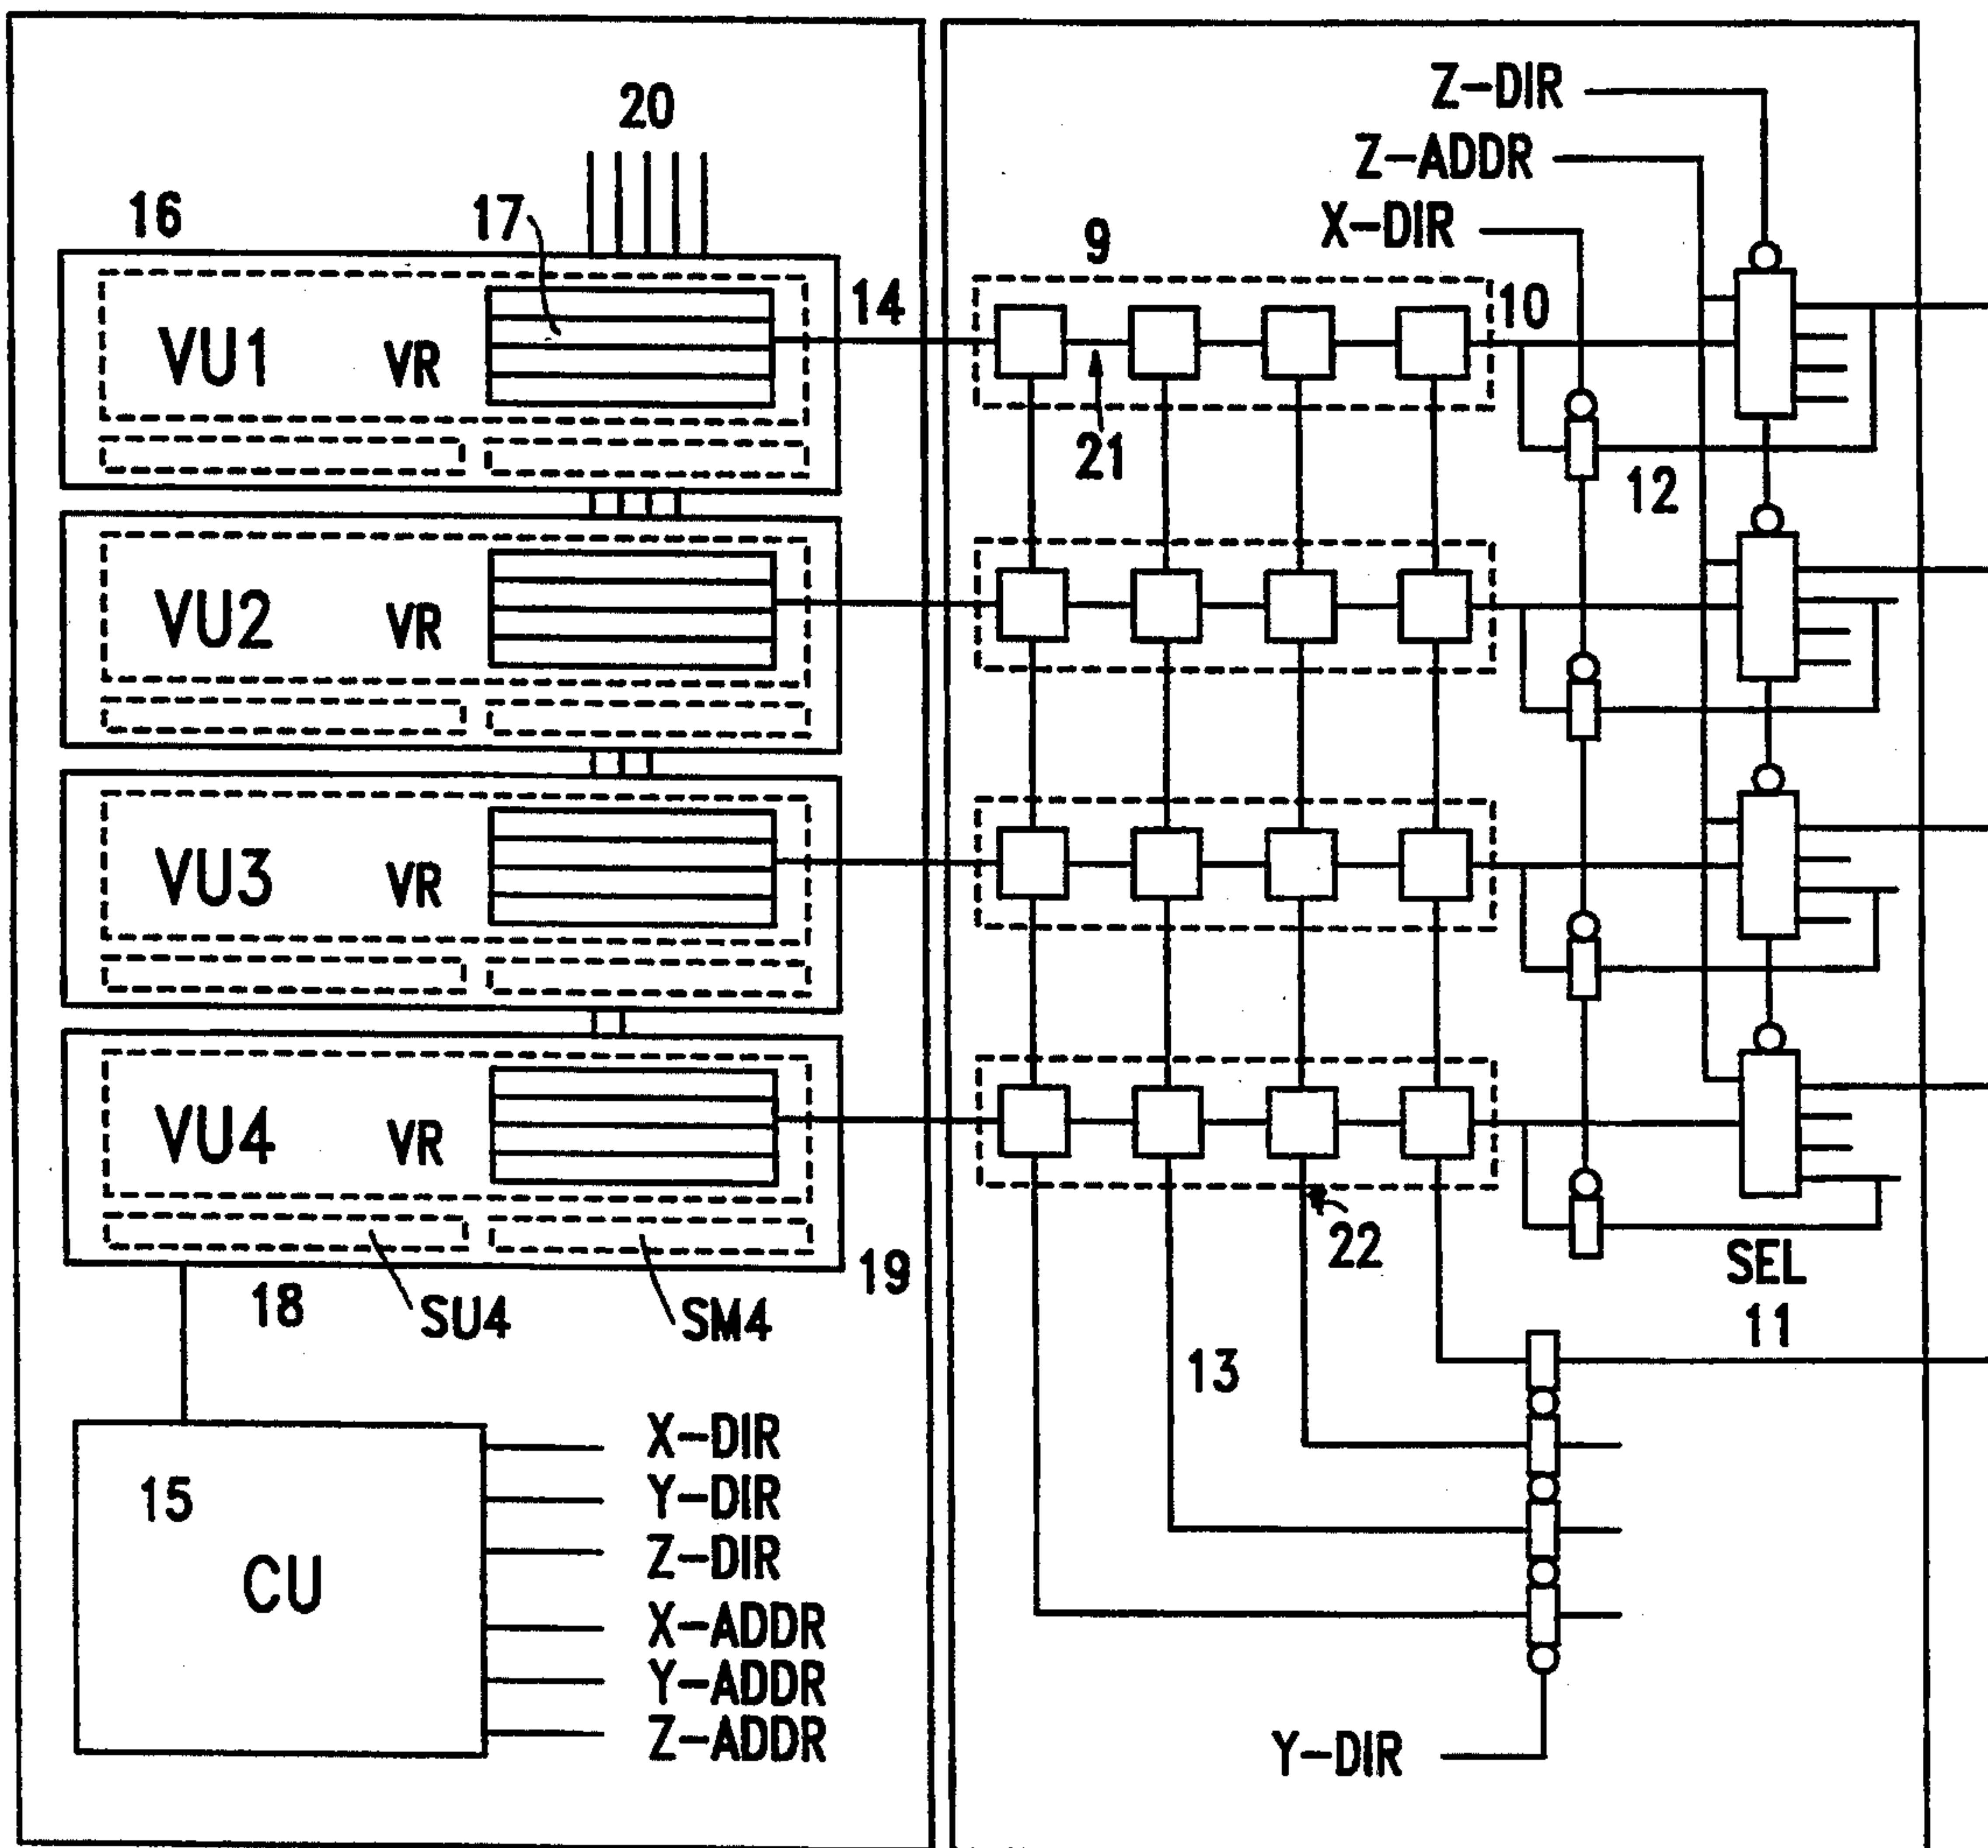 20
16
17
VU1
VR
14
VU2
VR
VU3
VR
VU4
VR
18
SU4
SM4
19
15
CU
X-DIR
Y-DIR
Z-DIR
X-ADDR
Y-ADDR
Z-ADDR
Z-DIR
Z-ADDR
X-DIR
9
10
21
12
22
SEL
11
13
Y-DIR